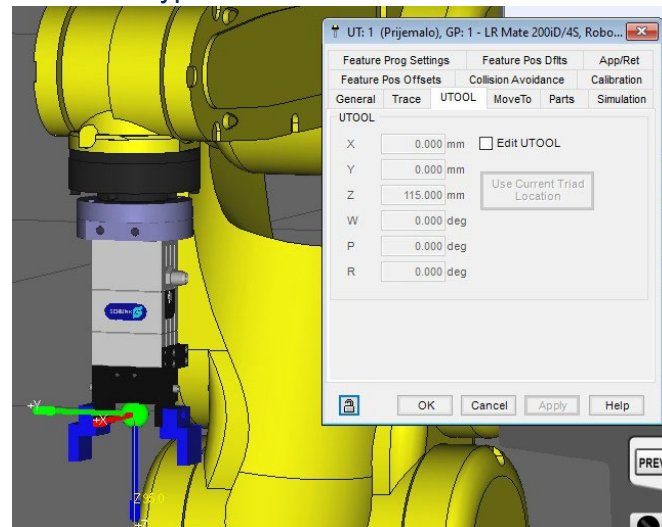 UT: 1 (Prijemalo), GP: 1 - LR Mate 200iD/4S, Robo...
Feature Prog Settings Feature Pos Dflts App/Ret
Feature Pos Offsets Collision Avoidance Calibration
General Trace UTOOL MoveTo Parts Simulation
UTOOL
X 0.000 mm Edit UTOOL
Y 0.000 mm
Z 115.000 mm
Use Current Triad
Location
W 0.000 deg
P 0.000 deg
R 0.000 deg
OK Cancel Apply Help
SCHUNK
+Y
+X
+Z
PREV